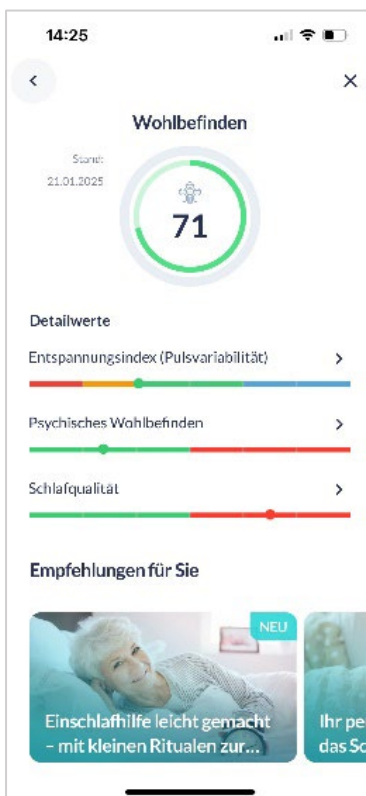 14:25
Wohlbefinden
Stand:
21.01.2025
71
Detailwerte
Entspannungsindex (Pulsvariabilität)
Psychisches Wohlbefinden
Schlafqualität
Empfehlungen für Sie
NEU
Einschlafhilfe leicht gemacht
– mit kleinen Ritualen zur...
Ihr pe
das Sc